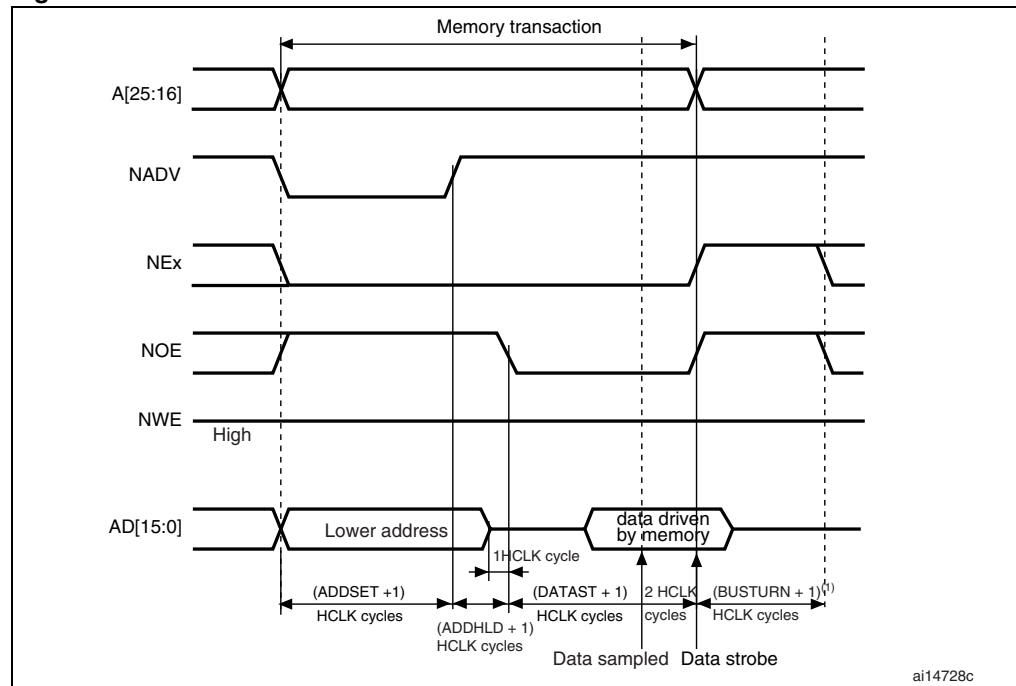 Memory transaction
A[25:16]
NADV
NEx
NOE
NWE
High
AD[15:0]
Lower address
data driven
by memory
1HCLK cycle
(ADDSET +1)
HCLK cycles
(ADDHLD + 1)
HCLK cycles
(DATAST + 1)
HCLK cycles
2 HCLK
cycles
(BUSTURN + 1)(1)
HCLK cycles
Data sampled
Data strobe
ai14728c